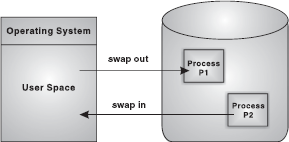 Operating System
swap out
Process
P1
User Space
swap in
Process
P2